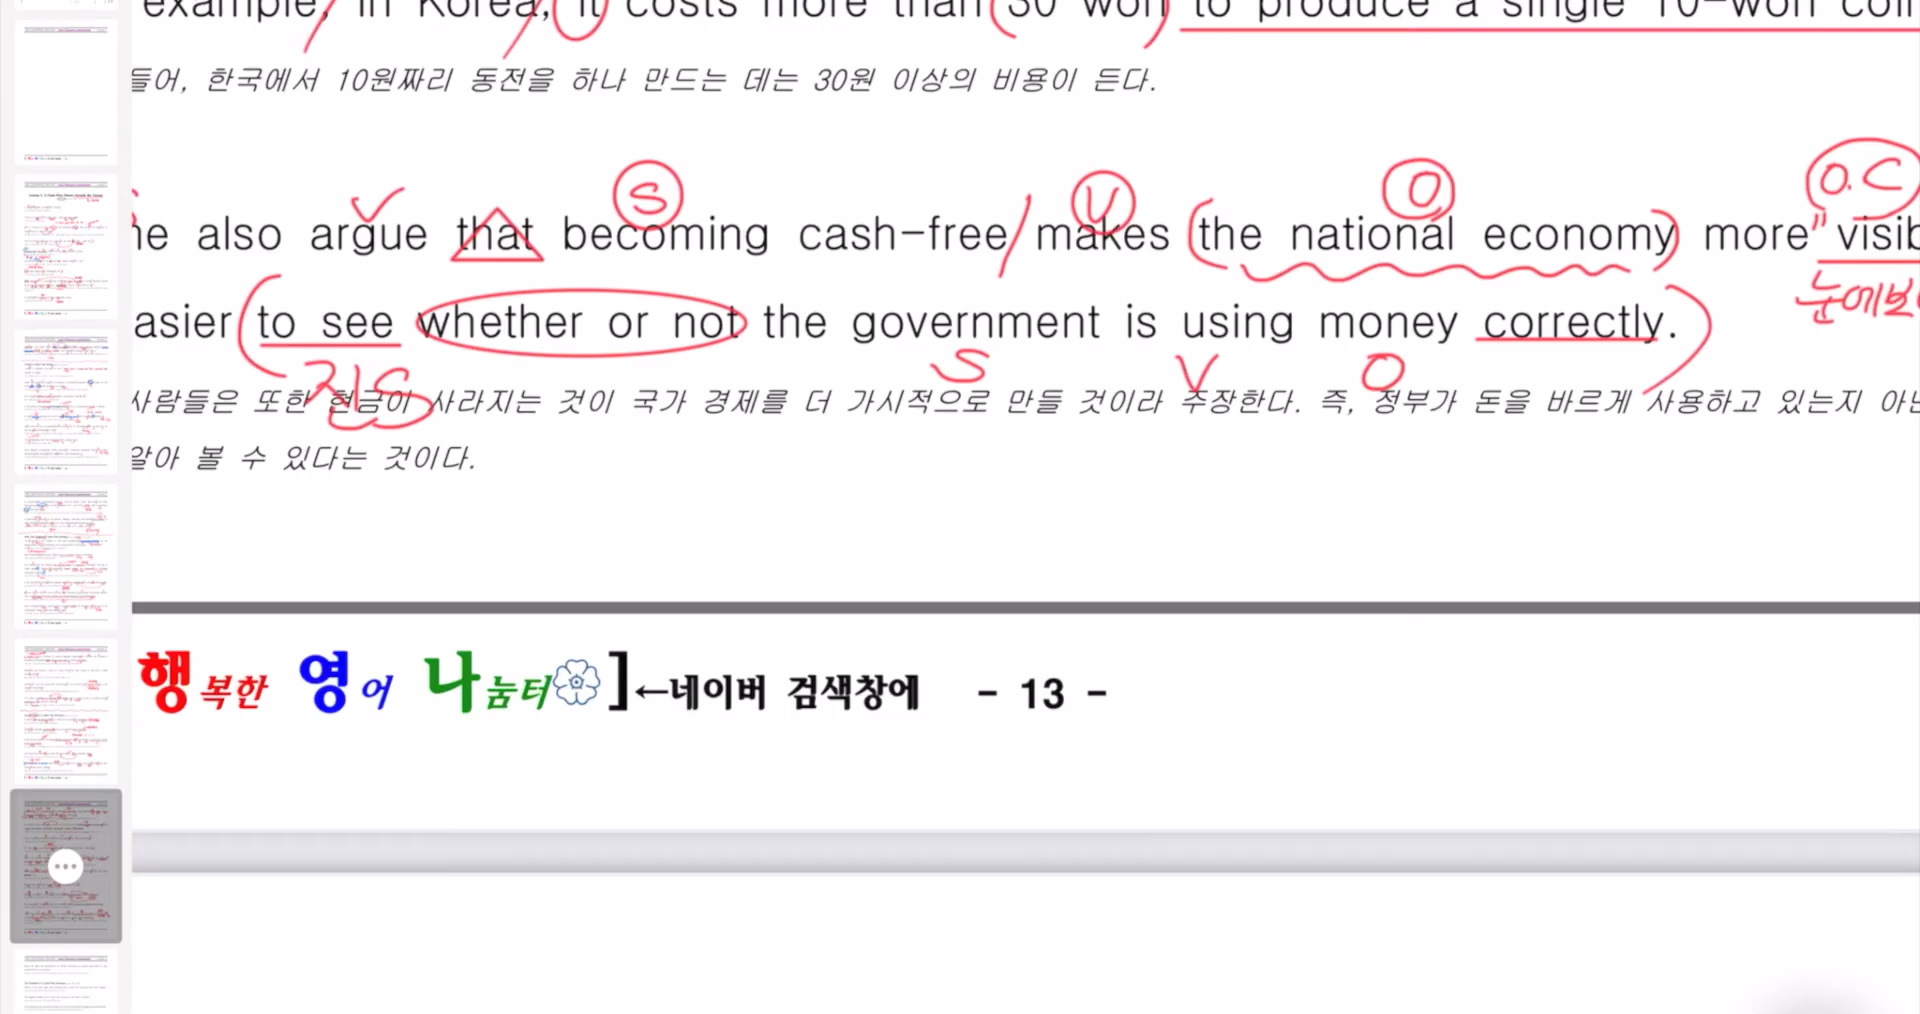 example, in Korea, it costs more than 30 won to produce a single 10-won coin
들어, 한국에서 10원짜리 동전을 하나 만드는 데는 30원 이상의 비용이 든다.
S V O O.C
also argue that becoming cash-free makes the national economy more visib
눈에보
asier to see whether or not the government is using money correctly.
진S S V O
사람들은 또한 현금이 사라지는 것이 국가 경제를 더 가시적으로 만들 것이라 주장한다. 즉, 정부가 돈을 바르게 사용하고 있는지 아닌
알아 볼 수 있다는 것이다.
행복한 영어 나눔터]←네이버 검색창에 - 13 -